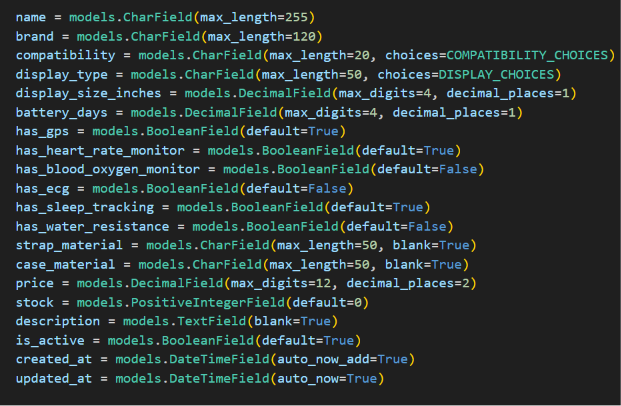 name = models.CharField(max_length=255)
brand = models.CharField(max_length=120)
compatibility = models.CharField(max_length=20, choices=COMPATIBILITY_CHOICES)
display_type = models.CharField(max_length=50, choices=DISPLAY_CHOICES)
display_size_inches = models.DecimalField(max_digits=4, decimal_places=1)
battery_days = models.DecimalField(max_digits=4, decimal_places=1)
has_gps = models.BooleanField(default=True)
has_heart_rate_monitor = models.BooleanField(default=True)
has_blood_oxygen_monitor = models.BooleanField(default=False)
has_ecg = models.BooleanField(default=False)
has_sleep_tracking = models.BooleanField(default=True)
has_water_resistance = models.BooleanField(default=False)
strap_material = models.CharField(max_length=50, blank=True)
case_material = models.CharField(max_length=50, blank=True)
price = models.DecimalField(max_digits=12, decimal_places=2)
stock = models.PositiveIntegerField(default=0)
description = models.TextField(blank=True)
is_active = models.BooleanField(default=True)
created_at = models.DateTimeField(auto_now_add=True)
updated_at = models.DateTimeField(auto_now=True)